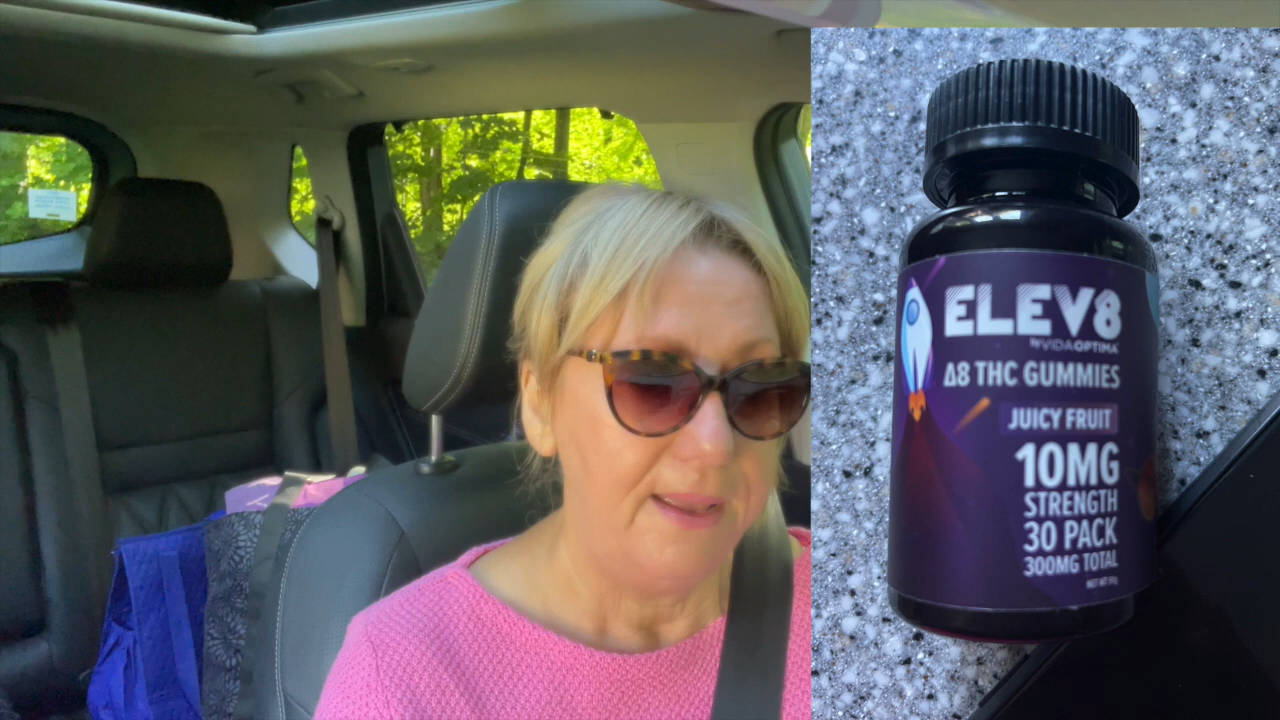 ELEV8
by VIDAOPTIMA
Δ8 THC GUMMIES
JUICY FRUIT
10MG
STRENGTH
30 PACK
300MG TOTAL